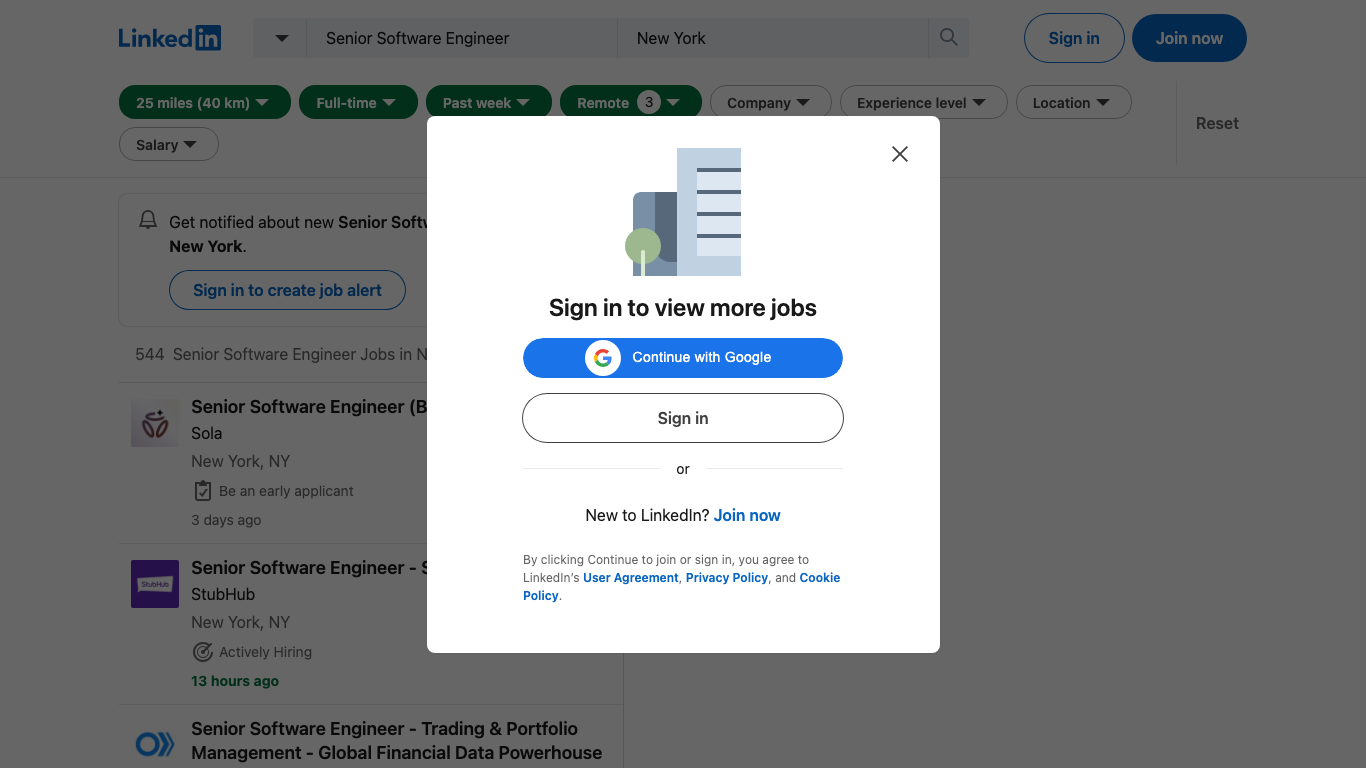 LinkedIn
Senior Software Engineer
New York
Sign in
Join now
25 miles (40 km)
Full-time
Past week
Remote 3
Company
Experience level
Location
Salary
Reset
Get notified about new Senior Softw
New York.
Sign in to create job alert
544 Senior Software Engineer Jobs in N
Senior Software Engineer (B
Sola
New York, NY
Be an early applicant
3 days ago
StubHub
Senior Software Engineer - S
StubHub
New York, NY
Actively Hiring
13 hours ago
Senior Software Engineer - Trading & Portfolio
Management - Global Financial Data Powerhouse
Sign in to view more jobs
Continue with Google
Sign in
or
New to LinkedIn? Join now
By clicking Continue to join or sign in, you agree to
LinkedIn's User Agreement, Privacy Policy, and Cookie
Policy.